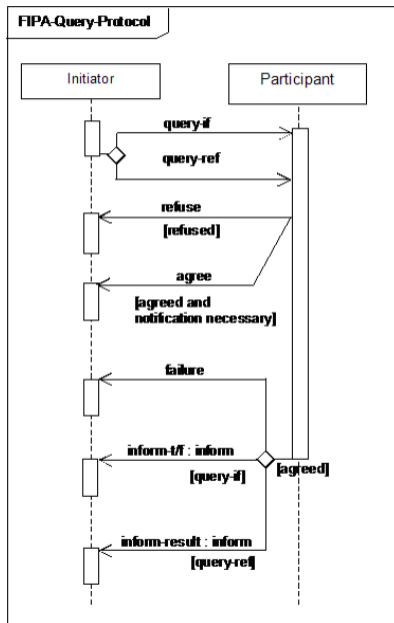 FIPA-Query-Protocol
Initiator
Participant
query-if
query-ref
refuse
[refused]
agree
[agreed and
notification necessary]
failure
inform-t/f : inform
[query-if]
[agreed]
inform-result : inform
[query-ref]